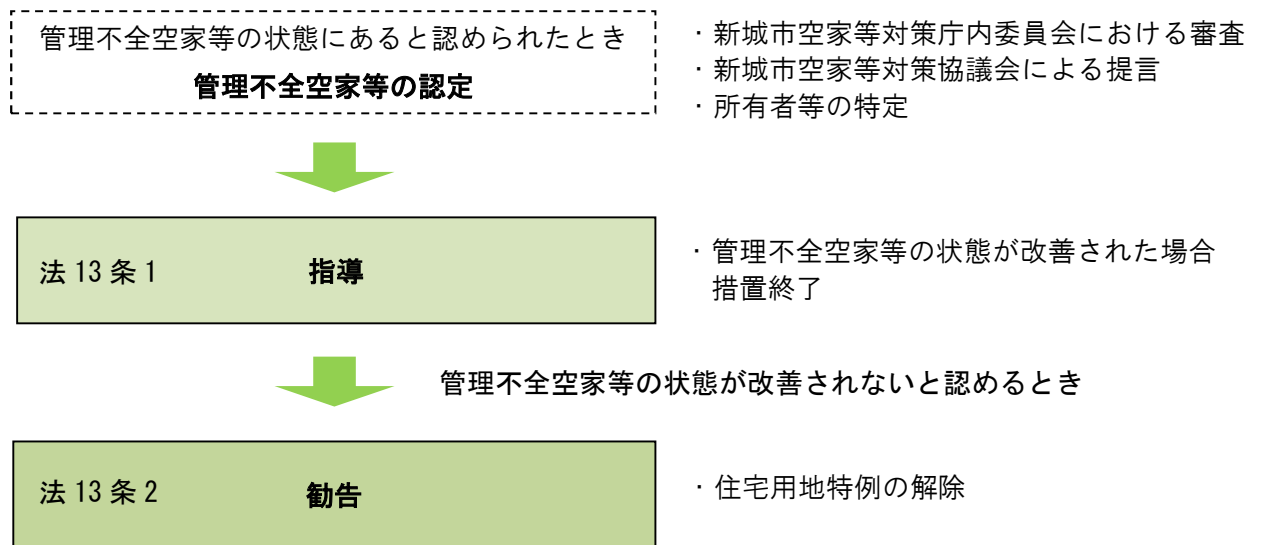 管理不全空家等の状態にあると認められたとき
管理不全空家等の認定
・新城市空家等対策庁内委員会における審査
・新城市空家等対策協議会による提言
・所有者等の特定
法 13 条 1 指導
・管理不全空家等の状態が改善された場合
措置終了
管理不全空家等の状態が改善されないと認めるとき
法 13 条 2 勧告
・住宅用地特例の解除